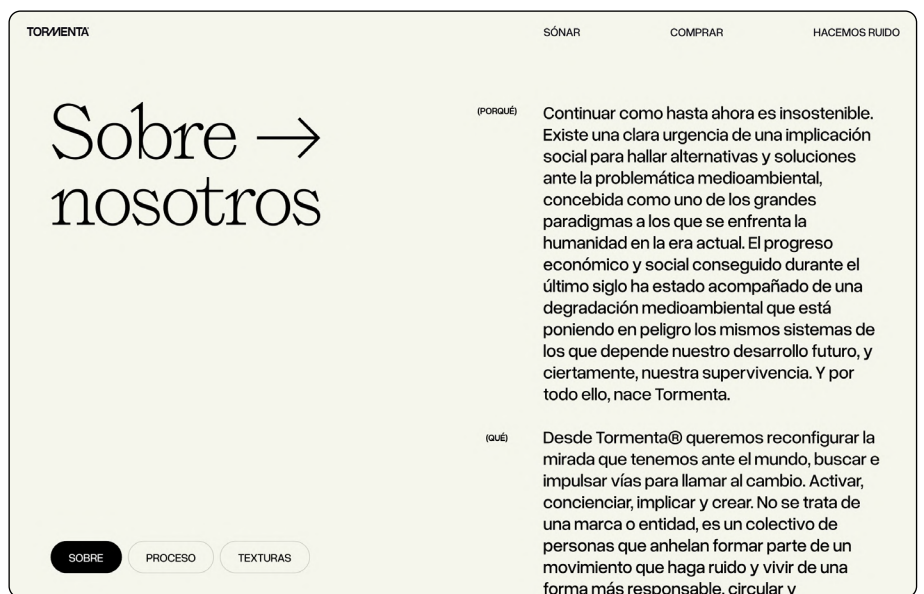 TORMENTA
SÓNAR
COMPRAR
HACEMOS RUIDO
Sobre →
nosotros
(PORQUÉ)
Continuar como hasta ahora es insostenible.
Existe una clara urgencia de una implicación
social para hallar alternativas y soluciones
ante la problemática medioambiental,
concebida como uno de los grandes
paradigmas a los que se enfrenta la
humanidad en la era actual. El progreso
económico y social conseguido durante el
último siglo ha estado acompañado de una
degradación medioambiental que está
poniendo en peligro los mismos sistemas de
los que depende nuestro desarrollo futuro, y
ciertamente, nuestra supervivencia. Y por
todo ello, nace Tormenta.
(QUÉ)
Desde Tormenta® queremos reconfigurar la
mirada que tenemos ante el mundo, buscar e
impulsar vías para llamar al cambio. Activar,
concienciar, implicar y crear. No se trata de
una marca o entidad, es un colectivo de
personas que anhelan formar parte de un
movimiento que haga ruido y vivir de una
forma más responsable, circular y
SOBRE
PROCESO
TEXTURAS